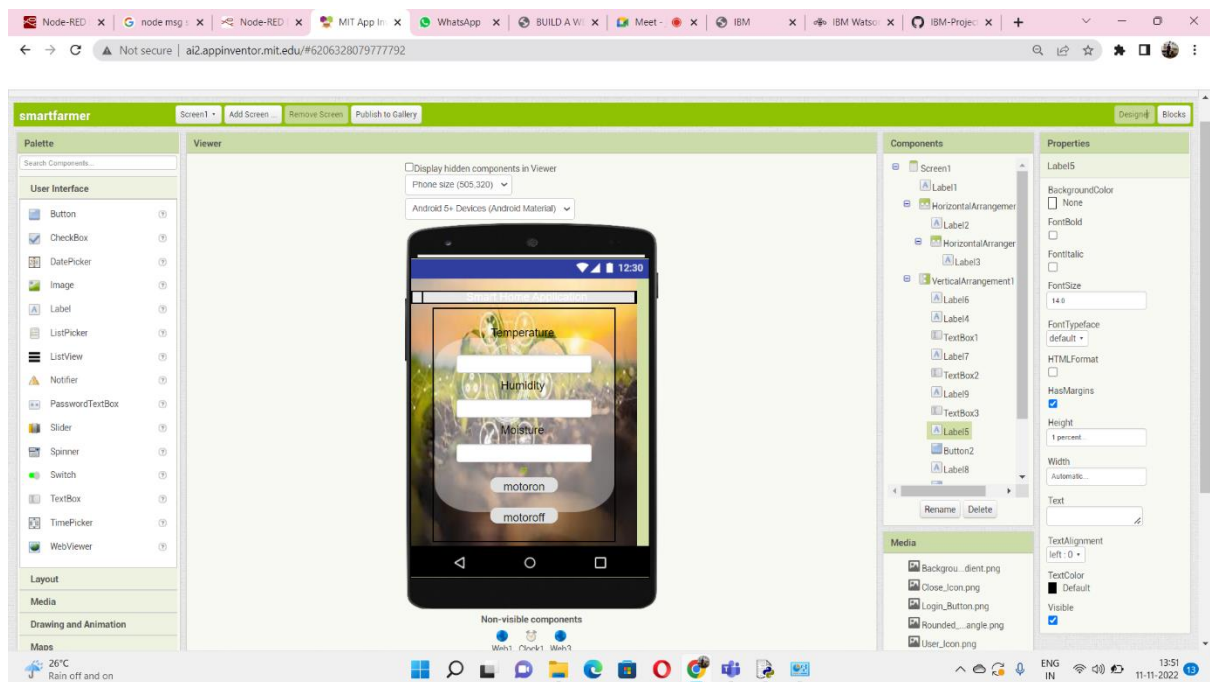 Node-RED
node msg
Node-RED
MIT App In
WhatsApp
BUILD A WE
Meet -
IBM
IBM Watson
IBM-Project
Not secure | ai2.appinventor.mit.edu/#6206328079777792
smartfarmer
Screen1
Add Screen ...
Remove Screen
Publish to Gallery
Designer
Blocks
Palette
Search Components...
User Interface
Button
CheckBox
DatePicker
Image
Label
ListPicker
ListView
Notifier
PasswordTextBox
Slider
Spinner
Switch
TextBox
TimePicker
WebViewer
Layout
Media
Drawing and Animation
Maps
Viewer
Display hidden components in Viewer
Phone size (505,320)
Android 5+ Devices (Android Material)
12:30
Smart Home Application
Temperature
Humidity
Moisture
motoron
motoroff
Non-visible components
Web1 Clock1 Web3
Components
Screen1
Label1
HorizontalArrangemer
Label2
HorizontalArranger
Label3
VerticalArrangement1
Label6
Label4
TextBox1
Label7
TextBox2
Label9
TextBox3
Label5
Button2
Label8
Rename
Delete
Media
Backgrou...dient.png
Close_Icon.png
Login_Button.png
Rounded_...angle.png
User_Icon.png
Properties
Label5
BackgroundColor
None
FontBold
FontItalic
FontSize
14.0
FontTypeface
default
HTMLFormat
HasMargins
Height
1 percent...
Width
Automatic...
Text
TextAlignment
left : 0
TextColor
Default
Visible
26°C
Rain off and on
ENG
IN
13:51
11-11-2022
13